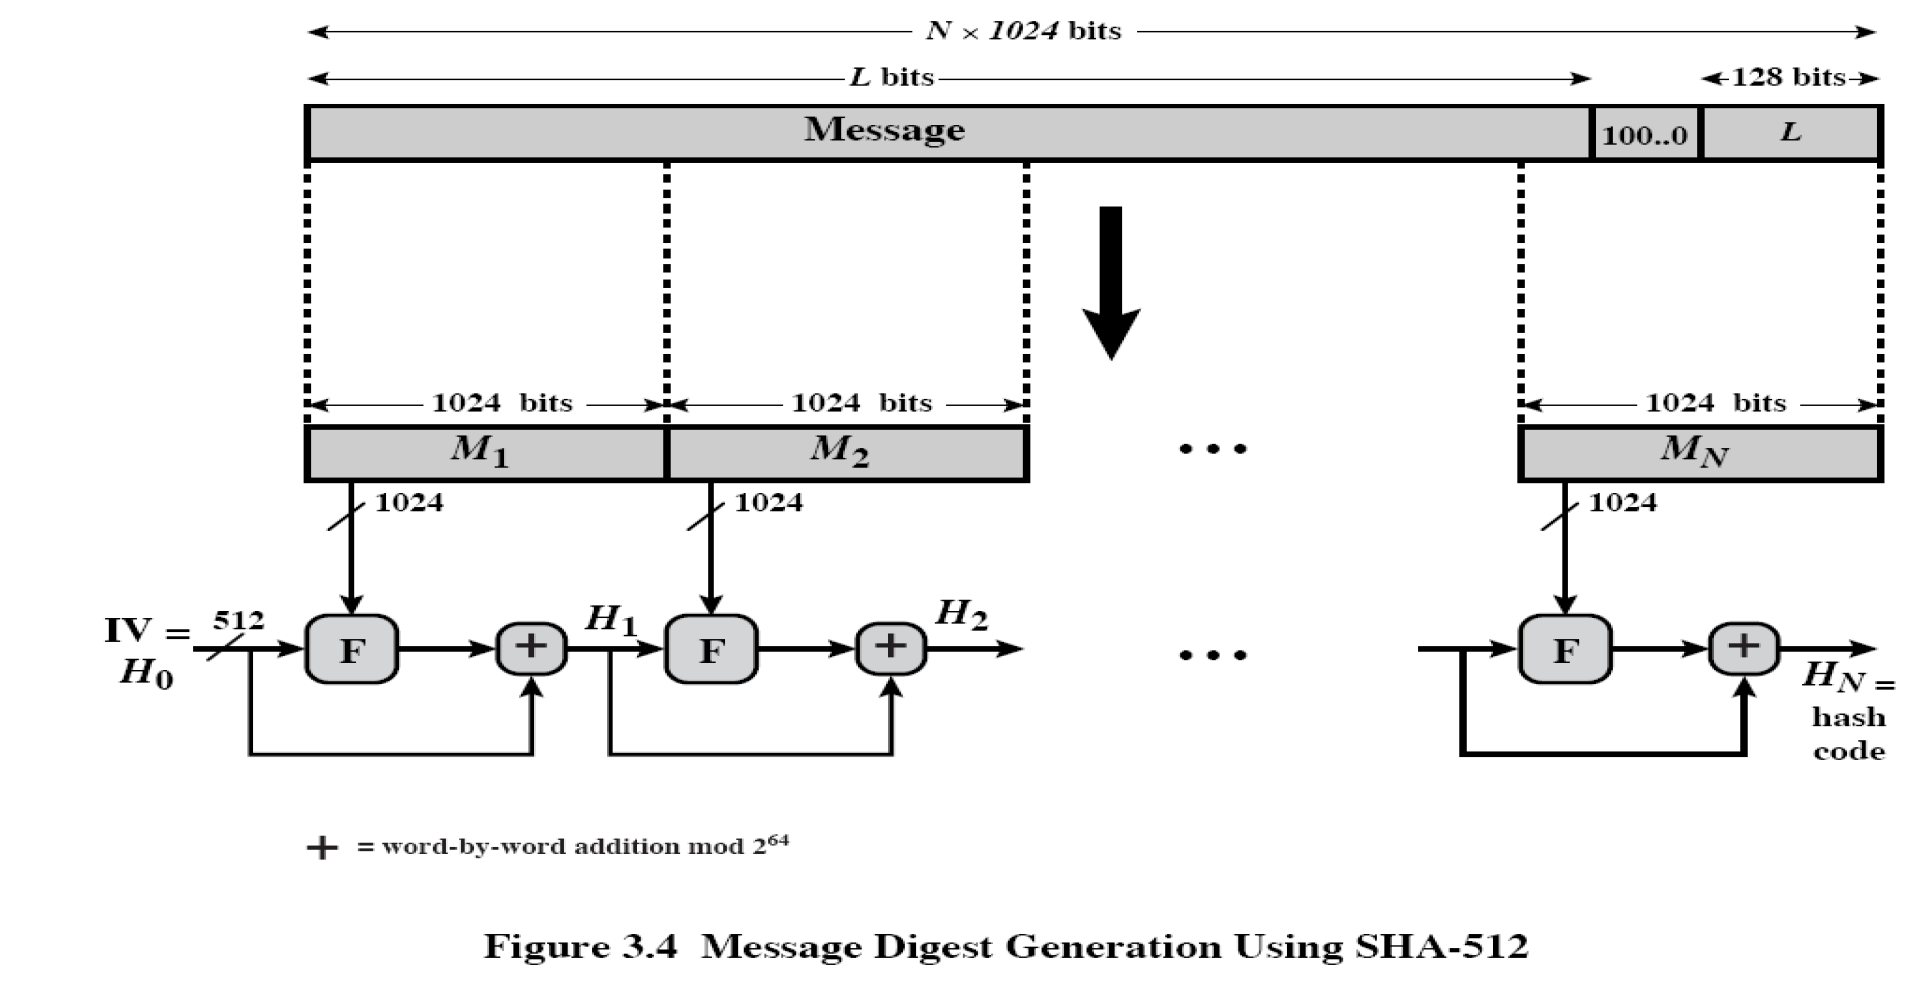 N × 1024 bits
L bits
128 bits
Message
100..0
L
1024 bits
1024 bits
1024 bits
M1
M2
• • •
MN
1024
1024
1024
IV =
H0
512
F
+
H1
F
+
H2
• • •
F
+
HN =
hash
code
+ = word-by-word addition mod 2^64
Figure 3.4 Message Digest Generation Using SHA-512